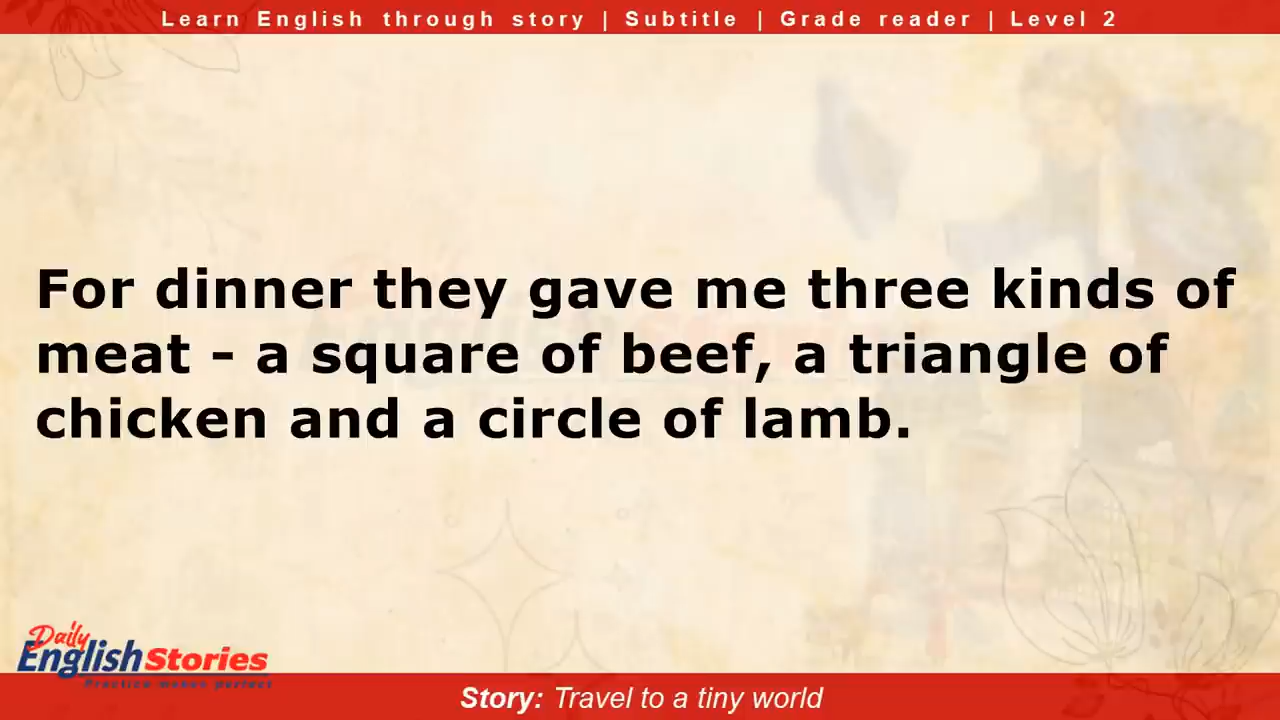 Learn English through story | Subtitle | Grade reader | Level 2
For dinner they gave me three kinds of
meat - a square of beef, a triangle of
chicken and a circle of lamb.
Daily
English Stories
Practice makes perfect
Story: Travel to a tiny world